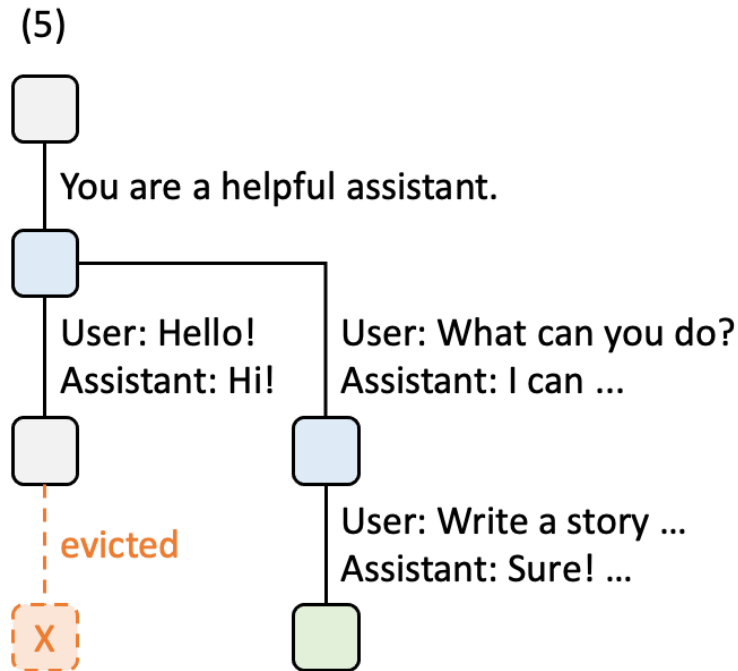 (5)
You are a helpful assistant.
User: Hello!
Assistant: Hi!
User: What can you do?
Assistant: I can ...
evicted
User: Write a story ...
Assistant: Sure! ...
X